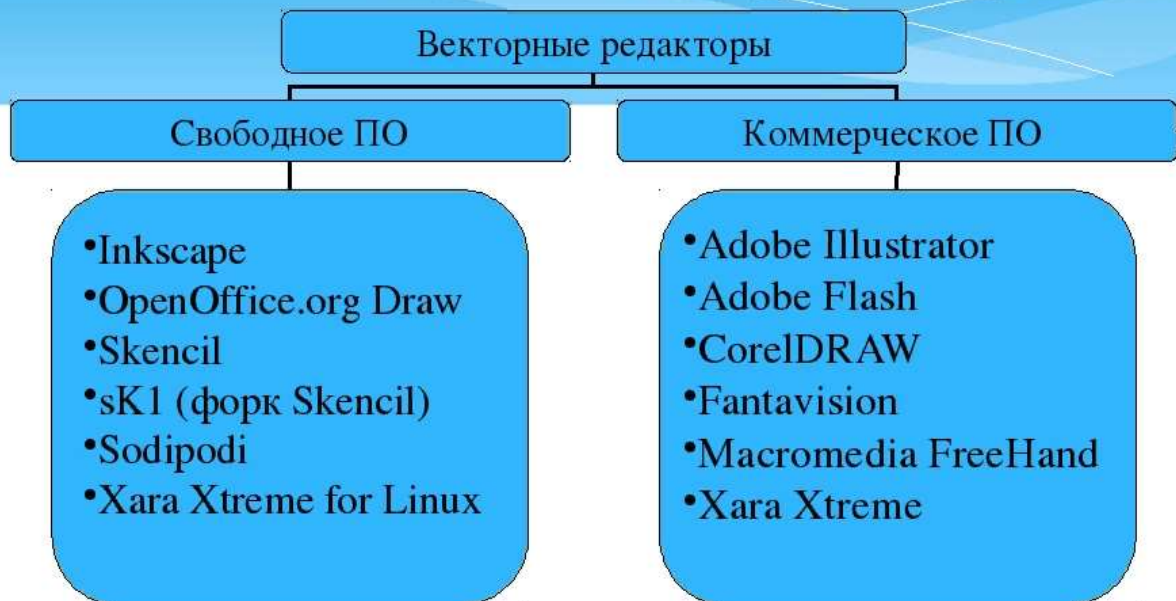 Векторные редакторы
Свободное ПО
Коммерческое ПО
•Inkscape
•OpenOffice.org Draw
•Skencil
•sK1 (форк Skencil)
•Sodipodi
•Xara Xtreme for Linux
•Adobe Illustrator
•Adobe Flash
•CorelDRAW
•Fantavision
•Macromedia FreeHand
•Xara Xtreme